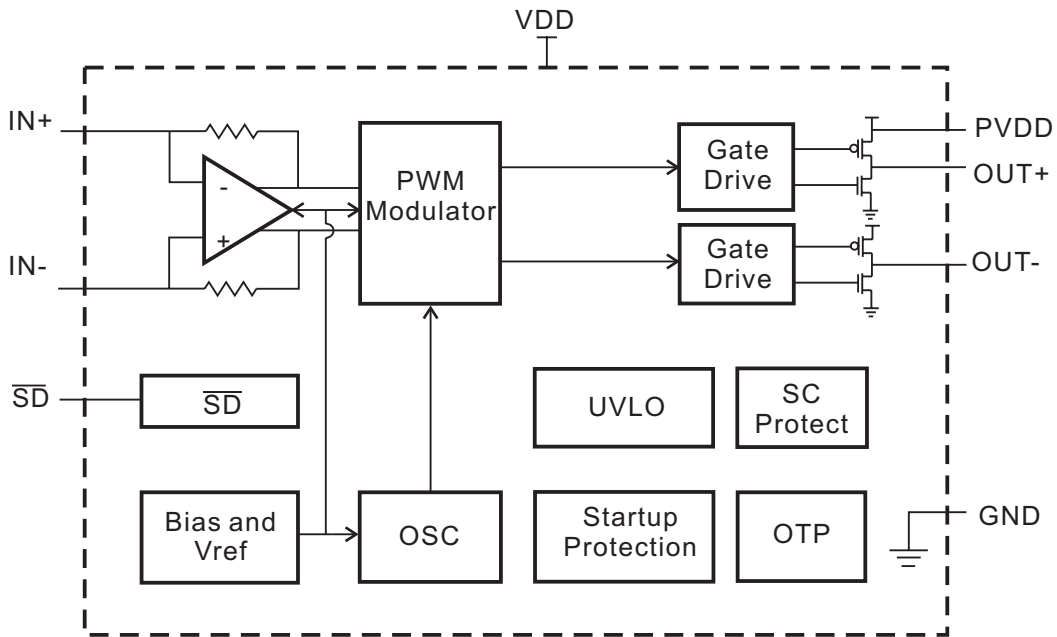 VDD
IN+
IN-
-
+
PWM
Modulator
Gate
Drive
Gate
Drive
PVDD
OUT+
OUT-
SD
SD
UVLO
SC
Protect
Bias and
Vref
OSC
Startup
Protection
OTP
GND